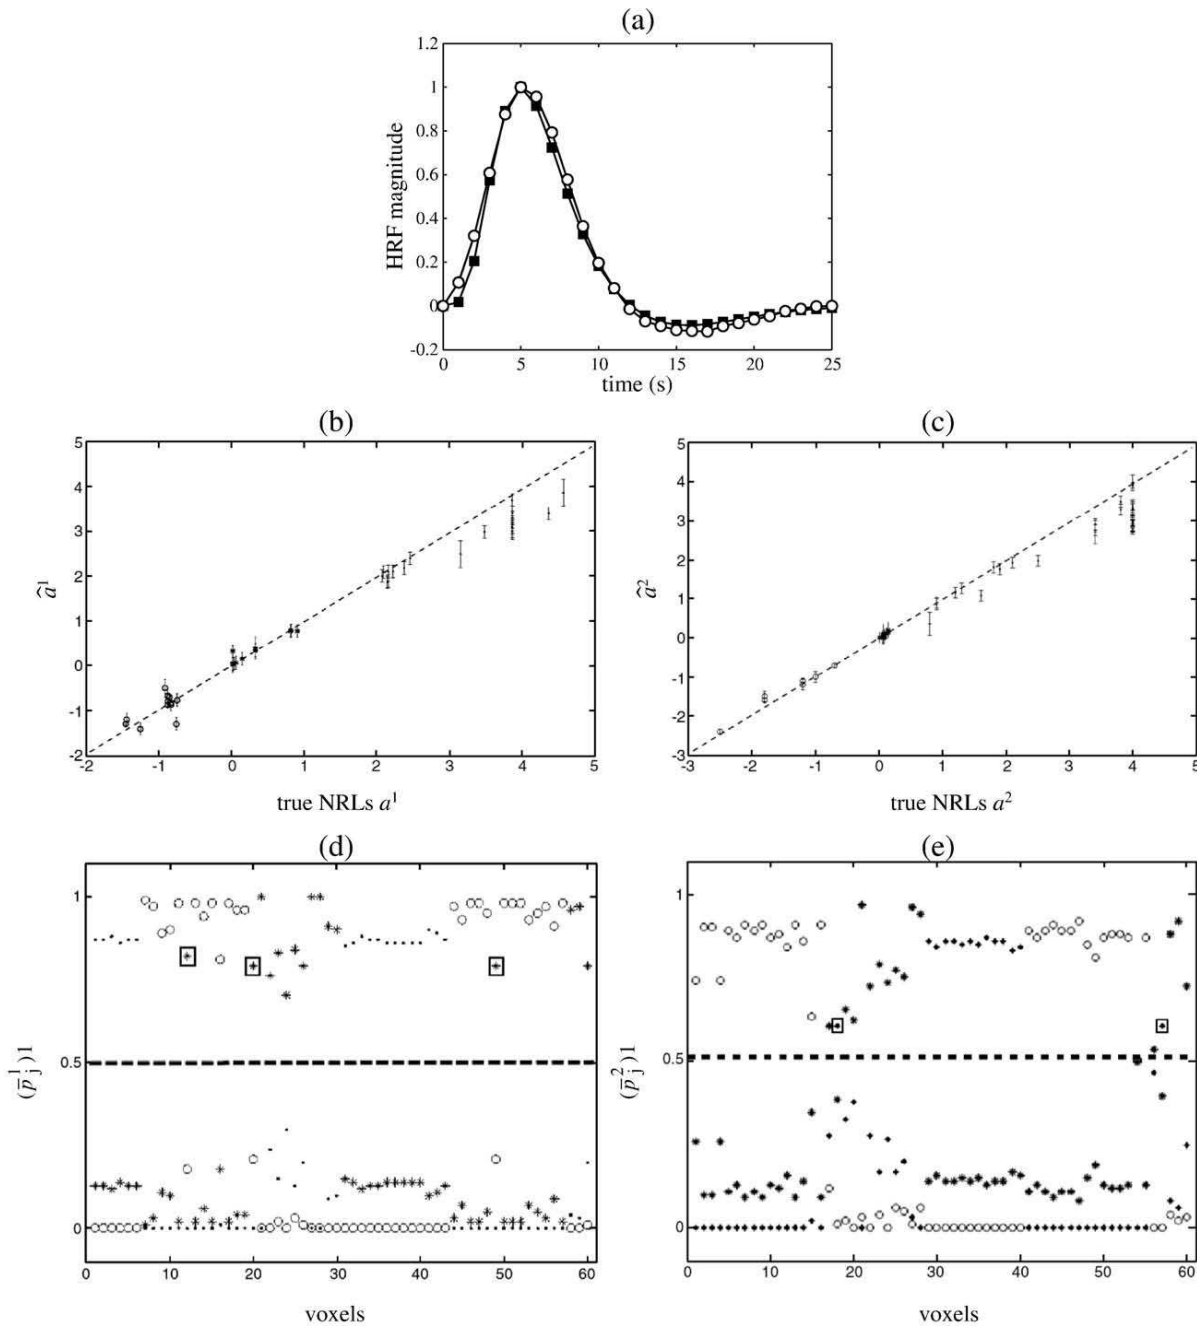 (a)
1.2
1
0.8
0.6
0.4
0.2
0
-0.2
HRF magnitude
0 5 10 15 20 25
time (s)
(b)
5
4
3
2
1
0
-1
-2
â¹
-2 -1 0 1 2 3 4 5
true NRLs a¹
(c)
5
4
3
2
1
0
-1
-2
-3
â²
-3 -2 -1 0 1 2 3 4 5
true NRLs a²
(d)
1
0.5
0
(p̄¹ⱼ)1
0 10 20 30 40 50 60
voxels
(e)
1
0.5
0
(p̄²ⱼ)1
0 10 20 30 40 50 60
voxels